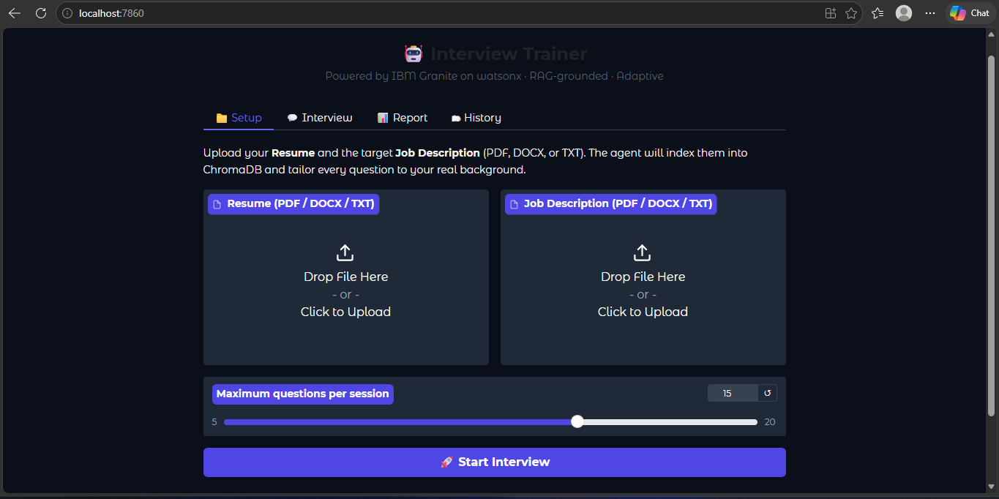 localhost:7860
Chat
Interview Trainer
Powered by IBM Granite on watsonx · RAG-grounded · Adaptive
Setup Interview Report History
Upload your Resume and the target Job Description (PDF, DOCX, or TXT). The agent will index them into
ChromaDB and tailor every question to your real background.
Resume (PDF / DOCX / TXT)
Drop File Here
- or -
Click to Upload
Job Description (PDF / DOCX / TXT)
Drop File Here
- or -
Click to Upload
Maximum questions per session
15
5
20
Start Interview